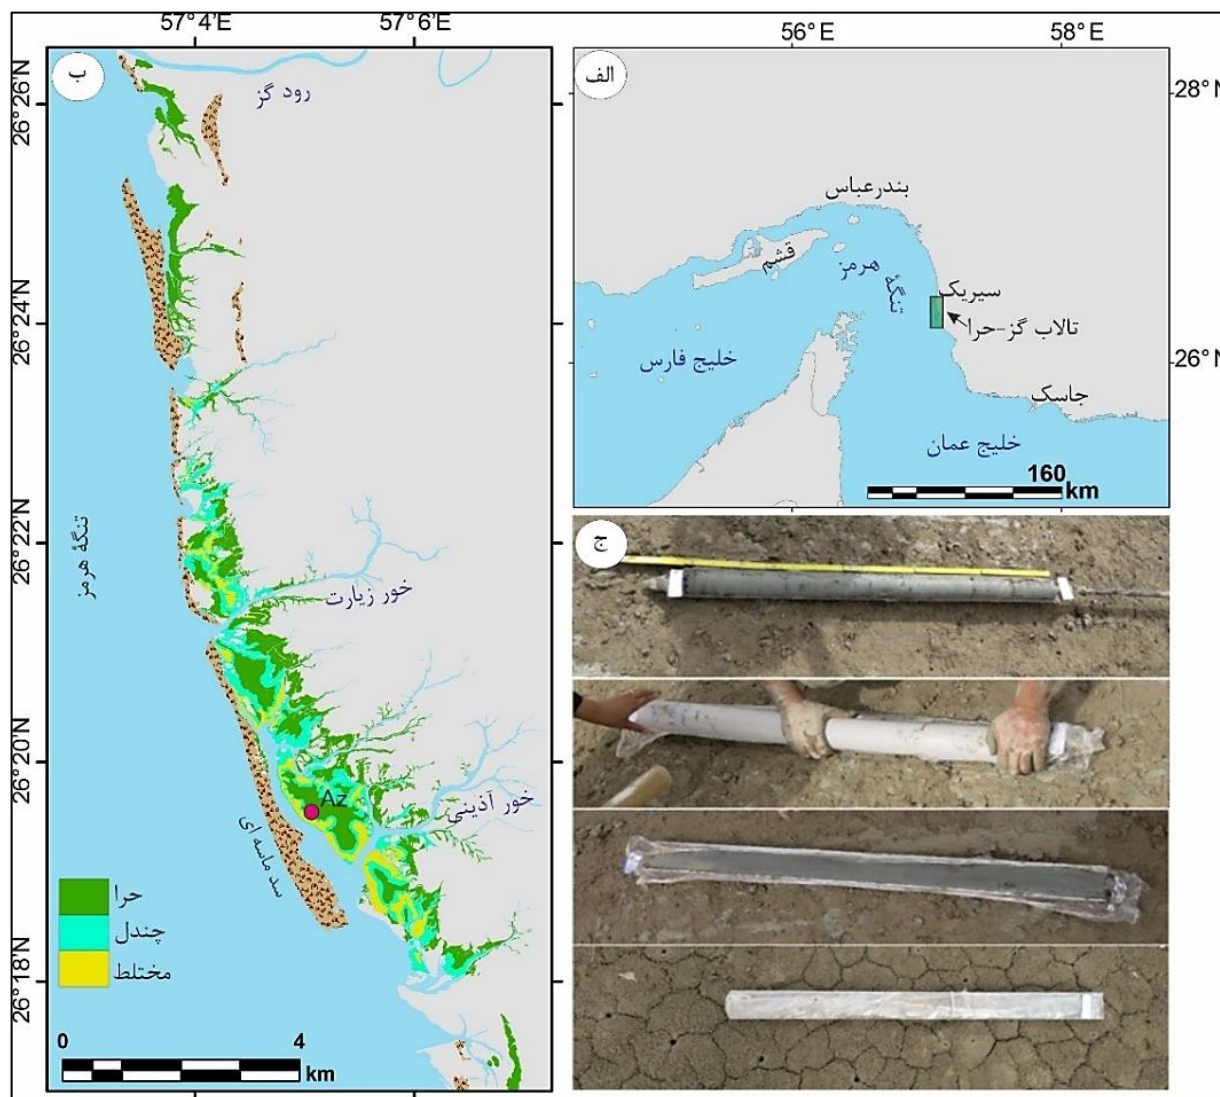 57°4'E
57°6'E
ب
26°26'N
26°24'N
26°22'N
26°20'N
26°18'N
رود گز
تنگهٔ هرمز
خور زیارت
خور آذینی
Az
سد ماسه ای
حرا
چندل
مختلط
0 4
km
56°E
58°E
الف
28°N
26°N
بندرعباس
قشم
تنگهٔ هرمز
سیریک
تالاب گز-حرا
خلیج فارس
جاسک
خلیج عمان
160
km
ج